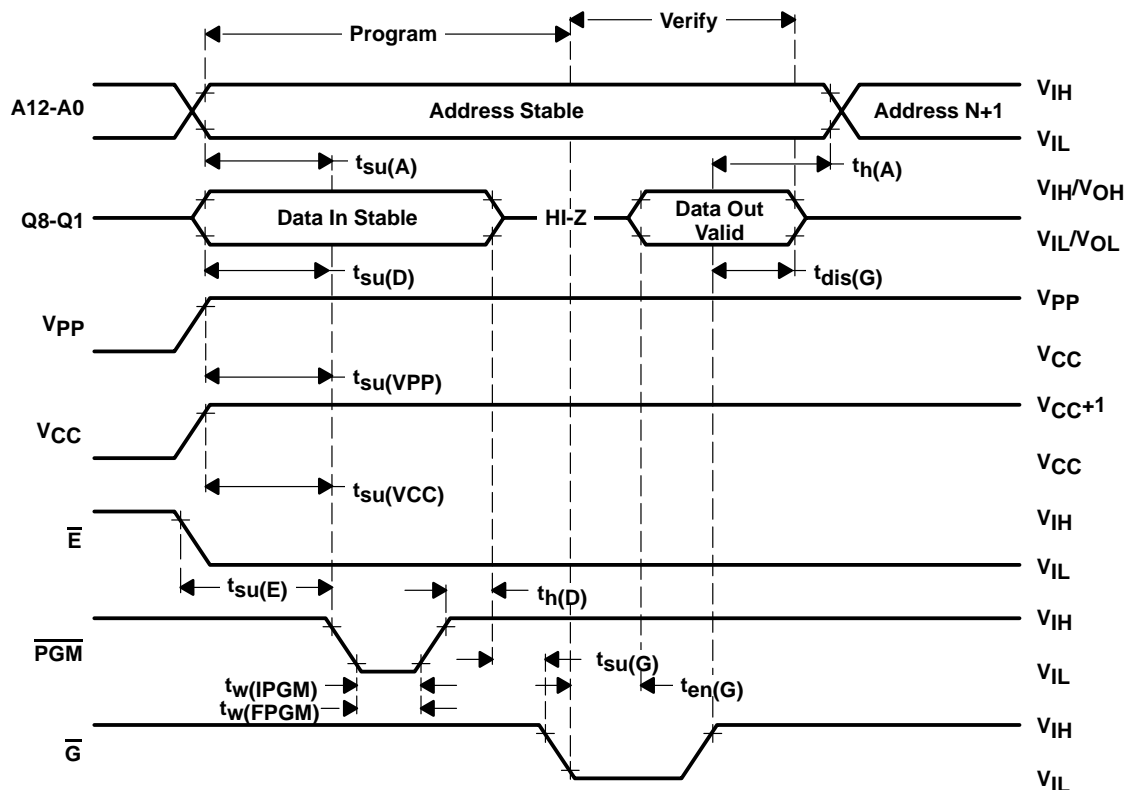 Program
Verify
A12-A0
Address Stable
Address N+1
VIH
VIL
tsu(A)
th(A)
Q8-Q1
Data In Stable
HI-Z
Data Out
Valid
VIH/VOH
VIL/VOL
tsu(D)
tdis(G)
VPP
VPP
VCC
tsu(VPP)
VCC
VCC+1
VCC
tsu(VCC)
E
VIH
VIL
tsu(E)
th(D)
PGM
VIH
VIL
tsu(G)
tw(IPGM)
ten(G)
tw(FPGM)
G
VIH
VIL